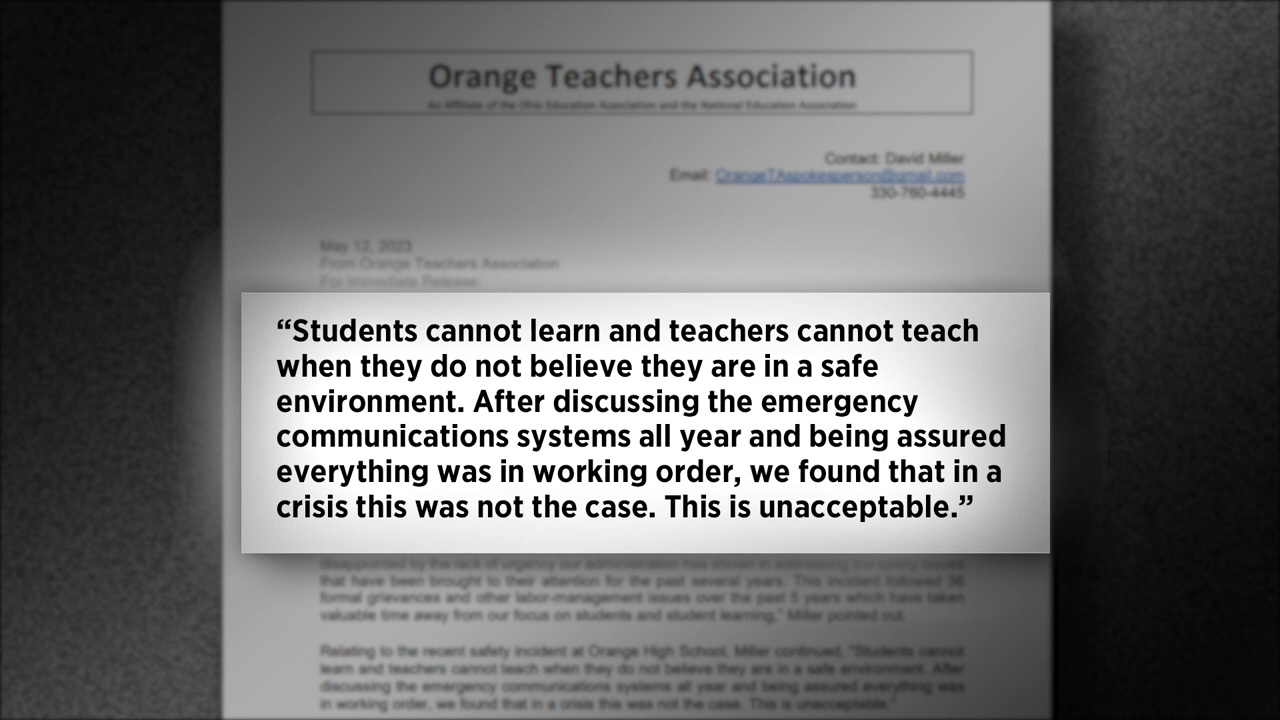 Orange Teachers Association
An Affiliate of the Ohio Education Association and the National Education Association
Contact: David Miller
Email: OrangeTAspokesperson@gmail.com
330-760-4445
May 12, 2023
From Orange Teachers Association
For Immediate Release:
“Students cannot learn and teachers cannot teach
when they do not believe they are in a safe
environment. After discussing the emergency
communications systems all year and being assured
everything was in working order, we found that in a
crisis this was not the case. This is unacceptable.”
disappointed by the lack of urgency our administration has shown in addressing the safety issues
that have been brought to their attention for the past several years. This incident followed 36
formal grievances and other labor-management issues over the past 5 years which have taken
valuable time away from our focus on students and student learning," Miller pointed out.
Relating to the recent safety incident at Orange High School, Miller continued, "Students cannot
learn and teachers cannot teach when they do not believe they are in a safe environment. After
discussing the emergency communications systems all year and being assured everything was
in working order, we found that in a crisis this was not the case. This is unacceptable."